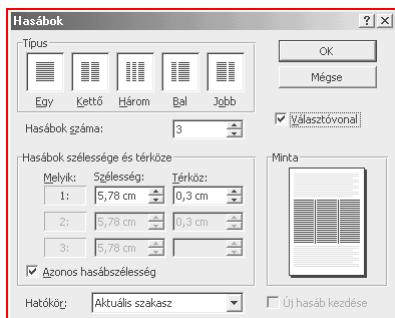 Hasábok
Típus
Egy Kettő Három Bal Jobb
OK
Mégse
Hasábok száma: 3
Választóvonal
Hasábok szélessége és térköze
Melyik: Szélesség: Térköz:
1: 5,78 cm 0,3 cm
2: 5,78 cm 0,3 cm
3: 5,78 cm
Azonos hasábszélesség
Minta
Hatókör: Aktuális szakasz
Új hasáb kezdése